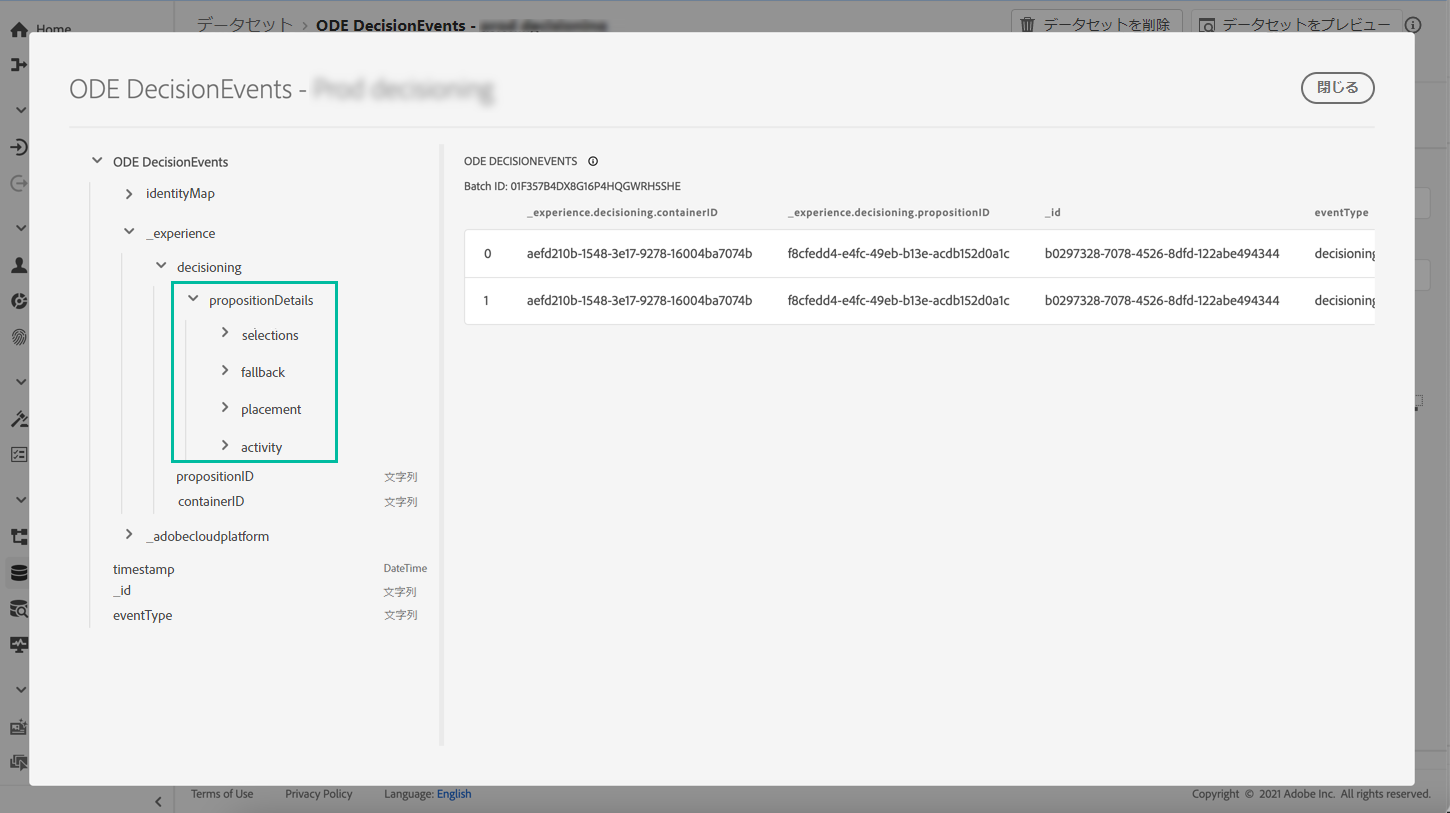 Home
データセット > ODE DecisionEvents -
データセットを削除
データセットをプレビュー
ODE DecisionEvents -
閉じる
ODE DecisionEvents
identityMap
_experience
decisioning
propositionDetails
selections
fallback
placement
activity
propositionID 文字列
containerID 文字列
_adobecloudplatform
timestamp DateTime
_id 文字列
eventType 文字列
ODE DECISIONEVENTS
Batch ID: 01F357B4DX8G16P4HQGWRHSSHE
_experience.decisioning.containerID _experience.decisioning.propositionID _id eventType
0 aefd210b-1548-3e17-9278-16004ba7074b f8cfedd4-e4fc-49eb-b13e-acdb152d0a1c b0297328-7078-4526-8dfd-122abe494344 decisioning
1 aefd210b-1548-3e17-9278-16004ba7074b f8cfedd4-e4fc-49eb-b13e-acdb152d0a1c b0297328-7078-4526-8dfd-122abe494344 decisioning
Terms of Use Privacy Policy Language: English Copyright © 2021 Adobe Inc. All rights reserved.